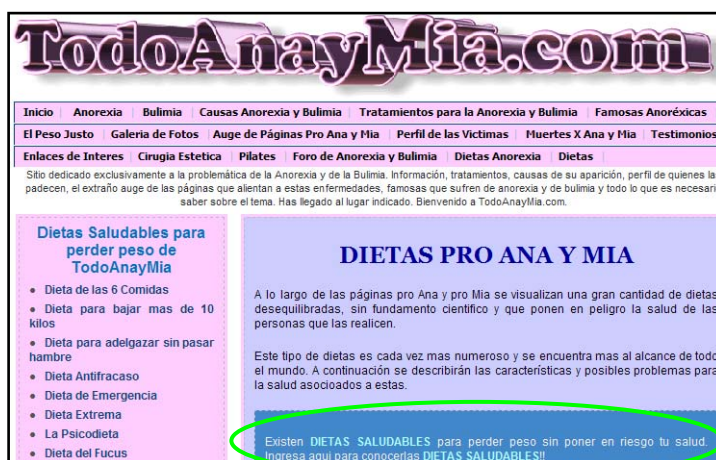 TodoAnayMia.com
Inicio | Anorexia | Bulimia | Causas Anorexia y Bulimia | Tratamientos para la Anorexia y Bulimia | Famosas Anoréxicas
El Peso Justo | Galeria de Fotos | Auge de Páginas Pro Ana y Mia | Perfil de las Victimas | Muertes X Ana y Mia | Testimonios
Enlaces de Interes | Cirugia Estetica | Pilates | Foro de Anorexia y Bulimia | Dietas Anorexia | Dietas |
Sitio dedicado exclusivamente a la problemática de la Anorexia y de la Bulimia. Información, tratamientos, causas de su aparición, perfil de quienes la
padecen, el extraño auge de las páginas que alientan a estas enfermedades, famosas que sufren de anorexia y de bulimia y todo lo que es necesari
saber sobre el tema. Has llegado al lugar indicado. Bienvenido a TodoAnayMia.com.
Dietas Saludables para
perder peso de
TodoAnayMia
• Dieta de las 6 Comidas
• Dieta para bajar mas de 10
kilos
• Dieta para adelgazar sin pasar
hambre
• Dieta Antifracaso
• Dieta de Emergencia
• Dieta Extrema
• La Psicodieta
• Dieta del Fucus
DIETAS PRO ANA Y MIA
A lo largo de las páginas pro Ana y pro Mia se visualizan una gran cantidad de dietas
desequilibradas, sin fundamento cientifico y que ponen en peligro la salud de las
personas que las realicen.
Este tipo de dietas es cada vez mas numeroso y se encuentra mas al alcance de todo
el mundo. A continuación se describirán las características y posibles problemas para
la salud asocioados a estas.
Existen DIETAS SALUDABLES para perder peso sin poner en riesgo tu salud.
Ingresa aqui para conocerlas DIETAS SALUDABLES!!